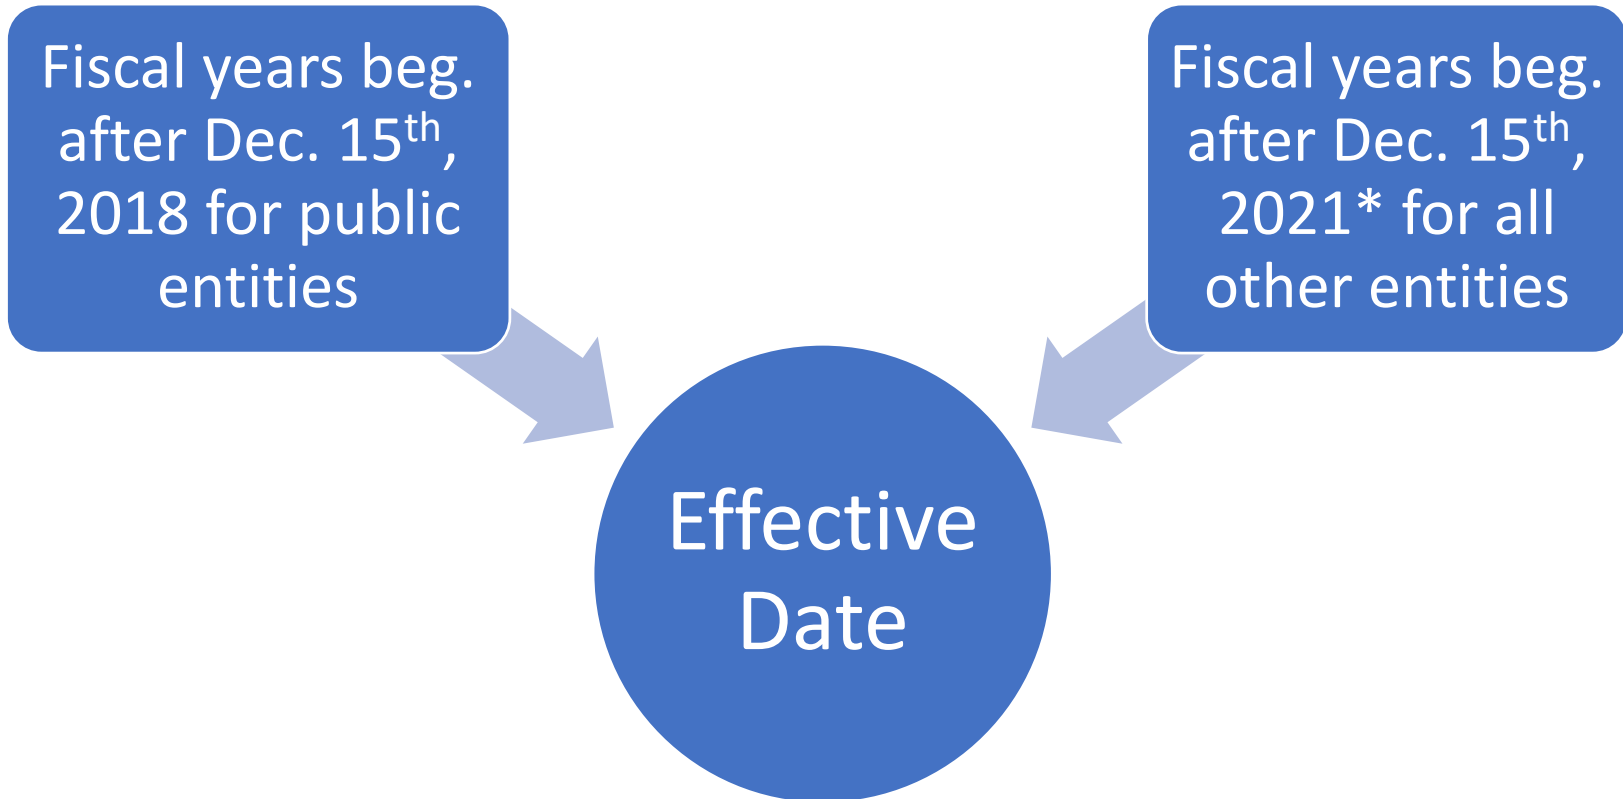 Fiscal years beg.
after Dec. 15th,
2018 for public
entities
Fiscal years beg.
after Dec. 15th,
2021* for all
other entities
Effective
Date